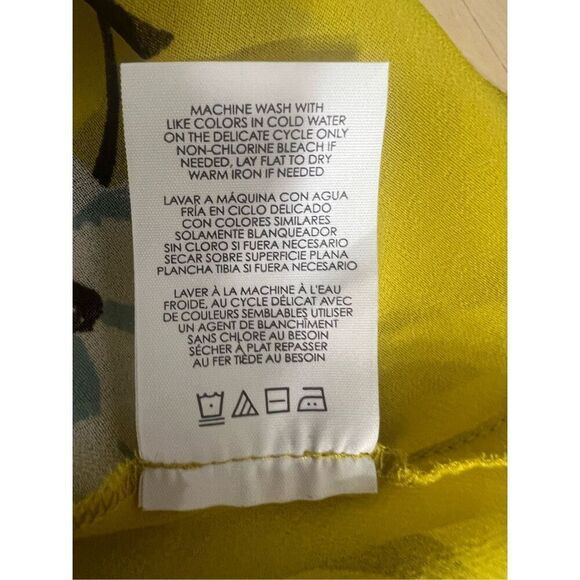 MACHINE WASH WITH
LIKE COLORS IN COLD WATER
ON THE DELICATE CYCLE ONLY
NON-CHLORINE BLEACH IF
NEEDED, LAY FLAT TO DRY
WARM IRON IF NEEDED
LAVAR A MÁQUINA CON AGUA
FRÍA EN CICLO DELICADO
CON COLORES SIMILARES
SOLAMENTE BLANQUEADOR
SIN CLORO SI FUERA NECESARIO
SECAR SOBRE SUPERFICIE PLANA
PLANCHA TIBIA SI FUERA NECESARIO
LAVER À LA MACHINE À L'EAU
FROIDE, AU CYCLE DÉLICAT AVEC
DE COULEURS SEMBLABLES UTILISER
UN AGENT DE BLANCHÎMENT
SANS CHLORE AU BESOIN
SÉCHER À PLAT REPASSER
AU FER TIÈDE AU BESOIN